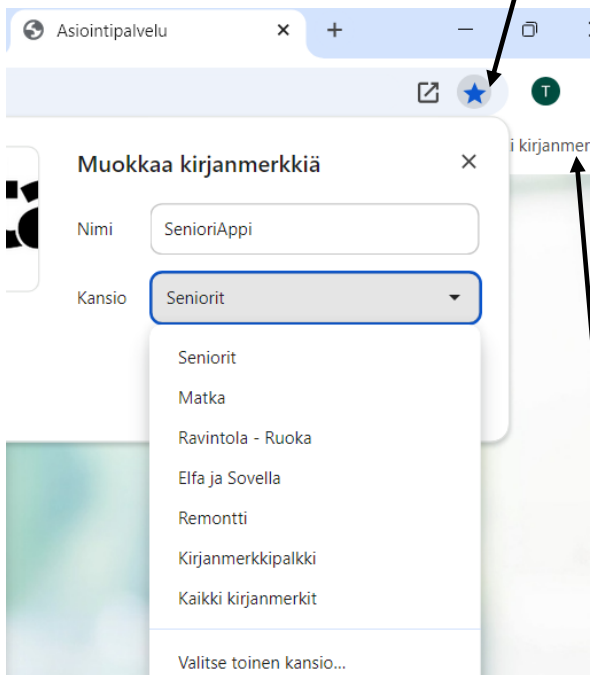 Asiointipalvelu
T
i kirjanmer
Muokkaa kirjanmerkkiä
Nimi SenioriAppi
Kansio Seniorit
Seniorit
Matka
Ravintola - Ruoka
Elfa ja Sovella
Remontti
Kirjanmerkkipalkki
Kaikki kirjanmerkit
Valitse toinen kansio...